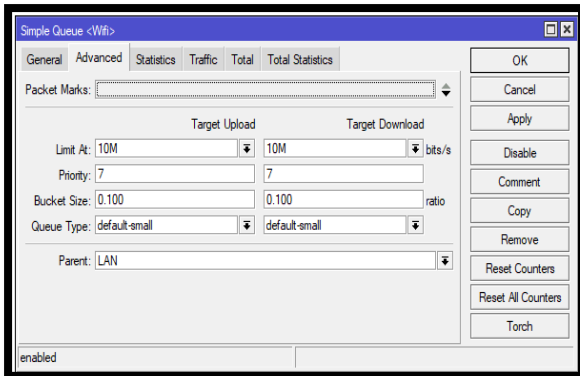 Simple Queue <Wifi>
General Advanced Statistics Traffic Total Total Statistics
OK
Packet Marks:
Cancel
Apply
Target Upload Target Download
Limit At: 10M 10M bits/s
Disable
Priority: 7 7
Comment
Bucket Size: 0.100 0.100 ratio
Copy
Queue Type: default-small default-small
Remove
Parent: LAN
Reset Counters
Reset All Counters
Torch
enabled